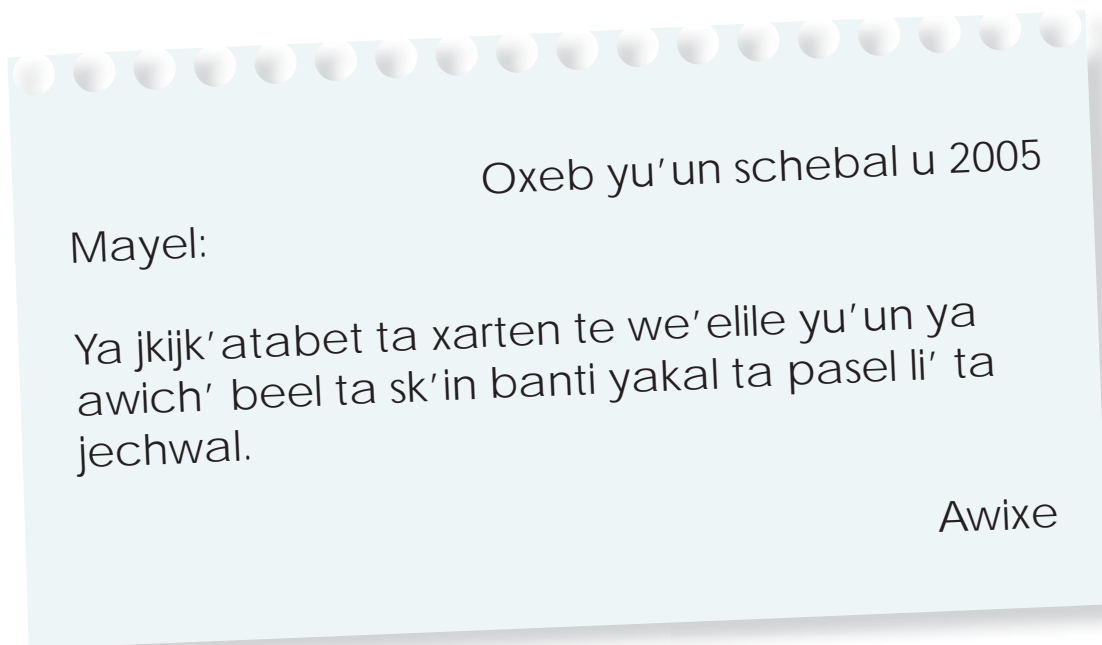 Oxeb yu’un schebal u 2005
Mayel:
Ya jkijk’atabet ta xarten te we’elile yu’un ya
awich’ beel ta sk’in banti yakal ta pasel li’ ta
jechwal.
Awixe